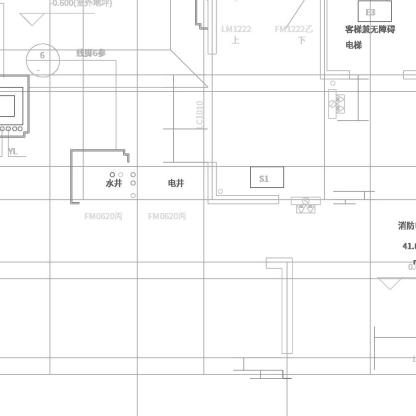 -0.600(室外地坪)
E3
LM1222
上
FM1222乙
下
客梯兼无障碍
电梯
6
-
线脚6参
LC1010
YL
水井
电井
S1
FM0620丙
FM0620丙
消防
41.
0.